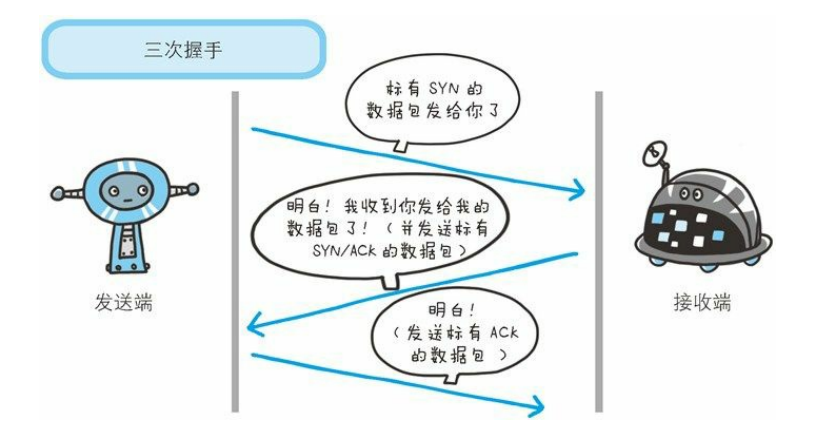 三次握手
标有 SYN 的
数据包发给你了
明白！我收到你发给我的
数据包了！（并发送标有
SYN/ACK 的数据包）
发送端
接收端
明白！
（发送标有 ACK
的数据包）